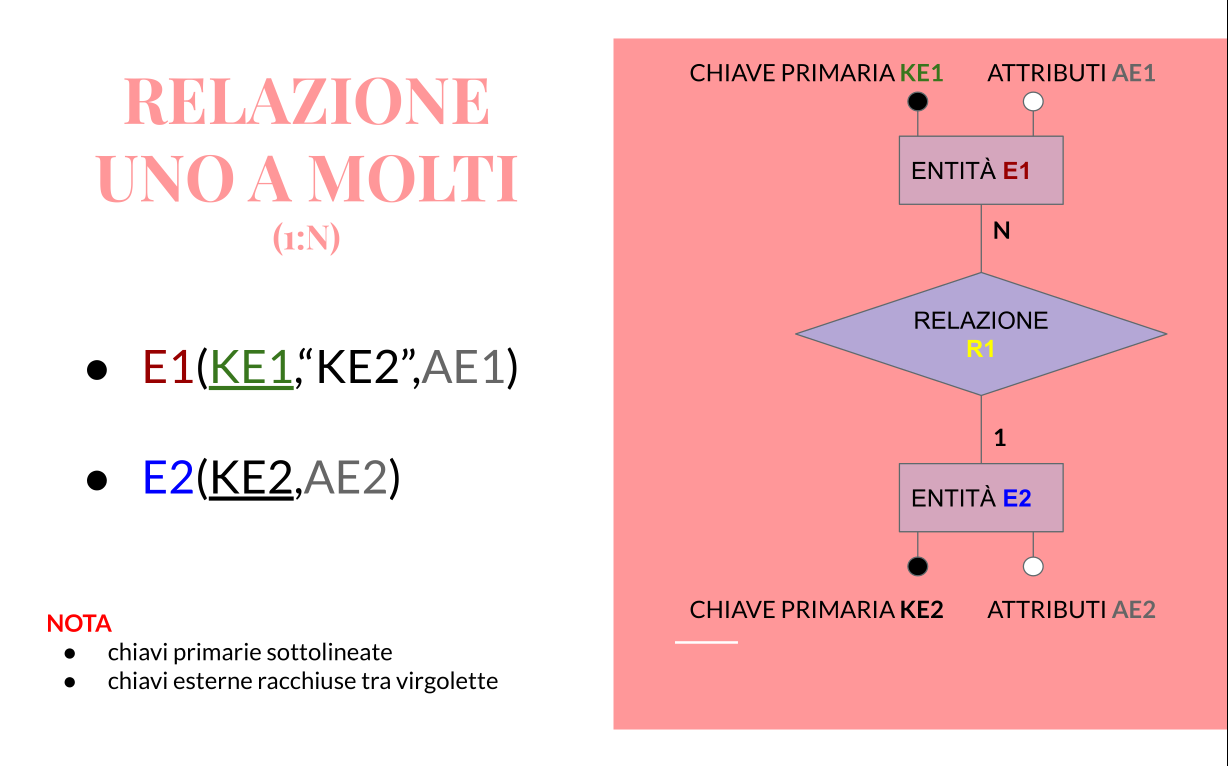 RELAZIONE
UNO A MOLTI
(1:N)
● E1(KE1,“KE2”,AE1)
● E2(KE2,AE2)
NOTA
● chiavi primarie sottolineate
● chiavi esterne racchiuse tra virgolette
CHIAVE PRIMARIA KE1 ATTRIBUTI AE1
ENTITÀ E1
N
RELAZIONE
R1
1
ENTITÀ E2
CHIAVE PRIMARIA KE2 ATTRIBUTI AE2